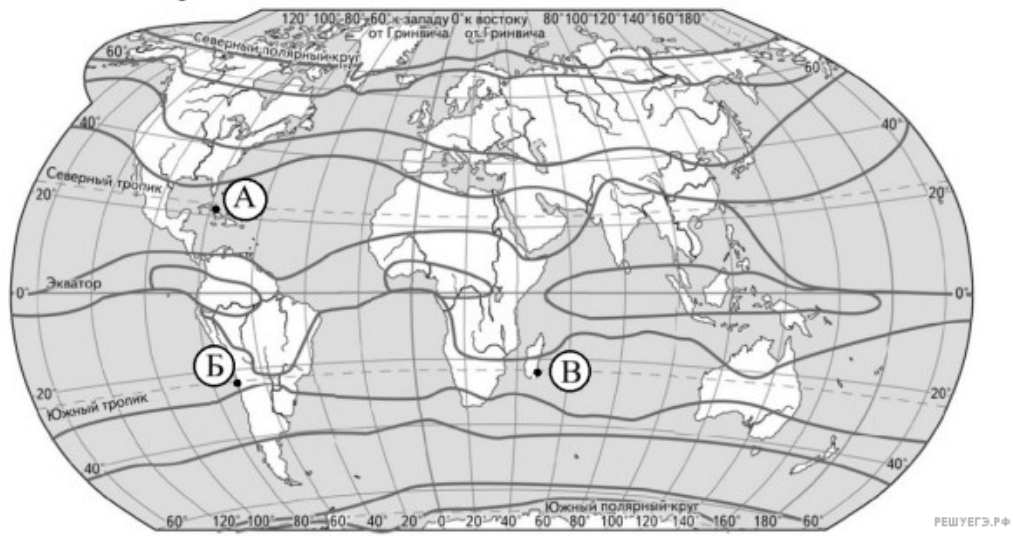 120° 100° 80° 60° к западу 0° к востоку 80° 100° 120° 140° 160° 180°
от Гринвича от Гринвича
Северный полярный круг
60° 60°
40° 40°
Северный тропик
20° 20°
А
Экватор
0° 0°
Б В
20° 20°
Южный тропик
40° 40°
Южный полярный круг
60° 120° 100° 80° 60° 40° 20° 0° 20° 40° 60° 80° 100° 120° 140° 160° 180° 60°
РЕШУЕГЭ.РФ